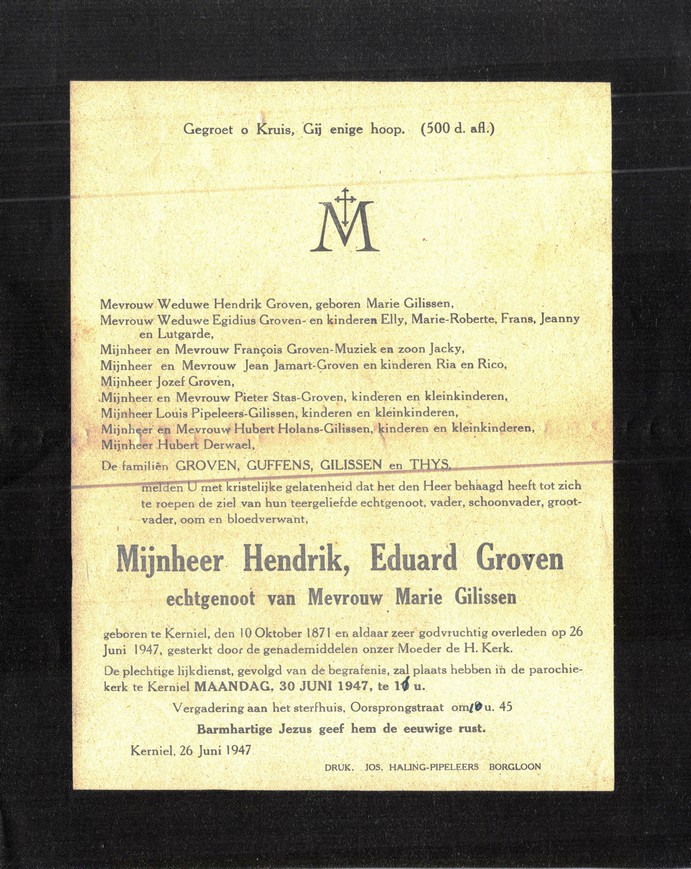 Gegroet o Kruis, Gij enige hoop. (500 d. afl.)
M
Mevrouw Weduwe Hendrik Groven, geboren Marie Gilissen,
Mevrouw Weduwe Egidius Groven- en kinderen Elly, Marie-Roberte, Frans, Jeanny
en Lutgarde,
Mijnheer en Mevrouw François Groven-Muziek en zoon Jacky,
Mijnheer en Mevrouw Jean Jamart-Groven en kinderen Ria en Rico,
Mijnheer Jozef Groven,
Mijnheer en Mevrouw Pieter Stas-Groven, kinderen en kleinkinderen,
Mijnheer Louis Pipeleers-Gilissen, kinderen en kleinkinderen,
Mijnheer en Mevrouw Hubert Holans-Gilissen, kinderen en kleinkinderen,
Mijnheer Hubert Derwael,
De familiën GROVEN, GUFFENS, GILISSEN en THYS,
melden U met kristelijke gelatenheid dat het den Heer behaagd heeft tot zich
te roepen de ziel van hun teergeliefde echtgenoot, vader, schoonvader, groot-
vader, oom en bloedverwant,
Mijnheer Hendrik, Eduard Groven
echtgenoot van Mevrouw Marie Gilissen
geboren te Kerniel, den 10 Oktober 1871 en aldaar zeer godvruchtig overleden op 26
Juni 1947, gesterkt door de genademiddelen onzer Moeder de H. Kerk.
De plechtige lijkdienst, gevolgd van de begrafenis, zal plaats hebben in de parochie-
kerk te Kerniel MAANDAG, 30 JUNI 1947, te u.
Vergadering aan het sterfhuis, Oorsprongstraat om 10 u. 45
Barmhartige Jezus geef hem de eeuwige rust.
Kerniel, 26 Juni 1947
DRUK. JOS. HALING-PIPELEERS BORGLOON